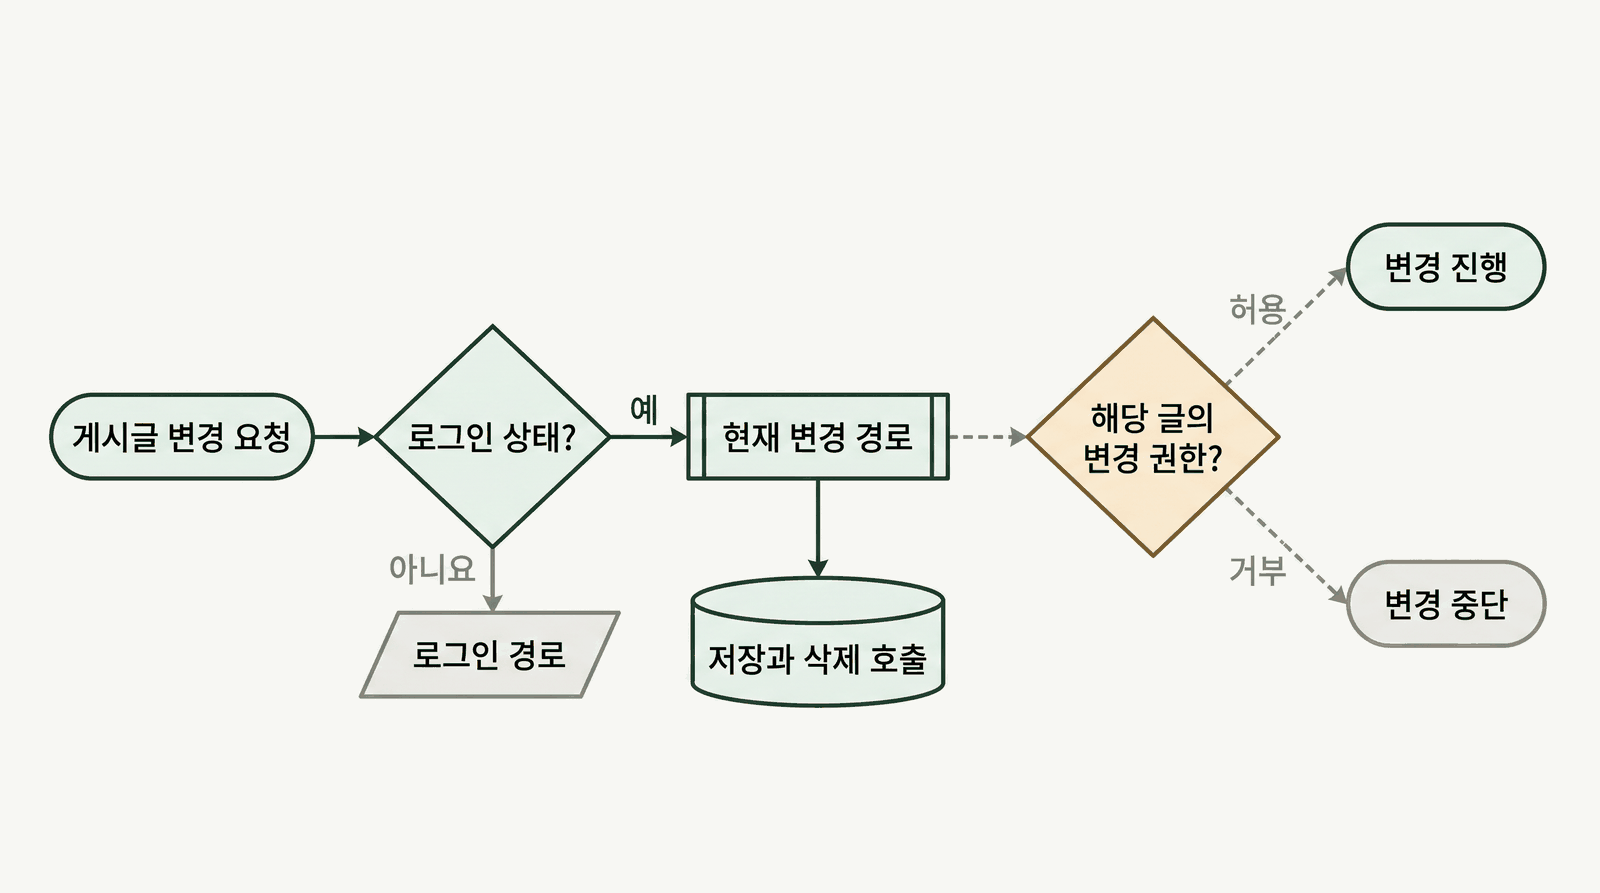 게시글 변경 요청
로그인 상태?
예
아니요
로그인 경로
현재 변경 경로
저장과 삭제 호출
해당 글의
변경 권한?
허용
변경 진행
거부
변경 중단